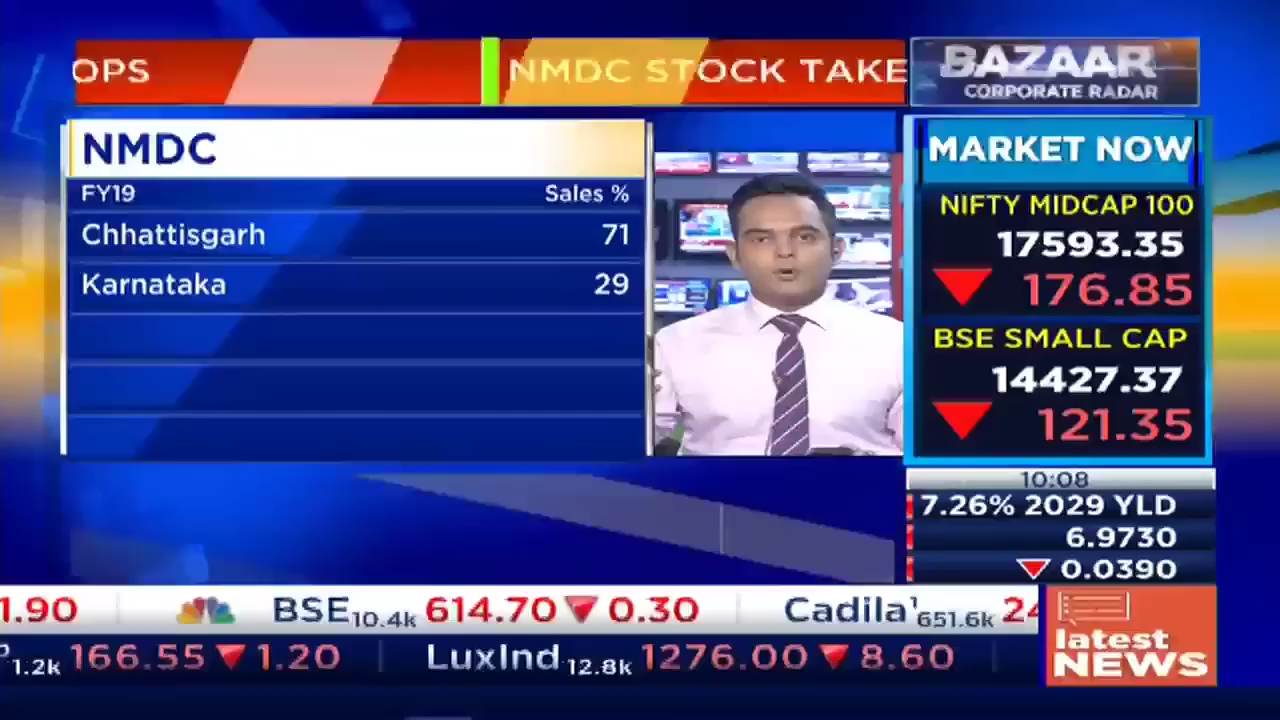 OPS
NMDC STOCK TAKE
BAZAAR
CORPORATE RADAR
NMDC
FY19 Sales %
Chhattisgarh 71
Karnataka 29
MARKET NOW
NIFTY MIDCAP 100
17593.35
176.85
BSE SMALL CAP
14427.37
121.35
10:08
7.26% 2029 YLD
6.9730
0.0390
1.90 BSE 10.4k 614.70 0.30 Cadila 651.6k 24
1.2k 166.55 1.20 LuxInd 12.8k 1276.00 8.60
latest
NEWS